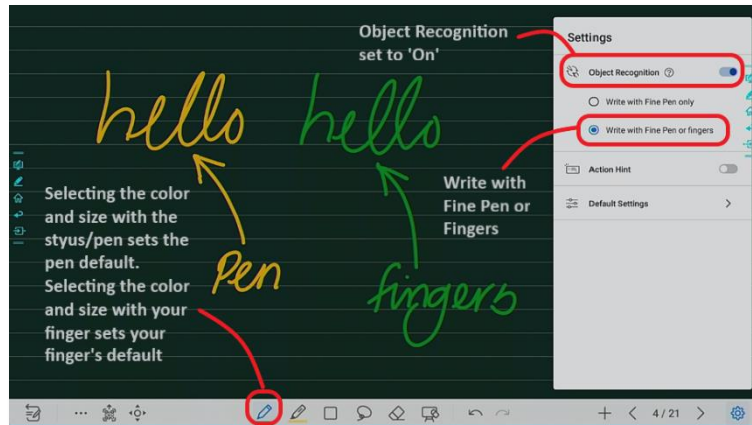 Object Recognition
set to 'On'
Settings
Object Recognition
Write with Fine Pen only
Write with Fine Pen or fingers
Action Hint
Default Settings
hello hello
Selecting the color
and size with the
styus/pen sets the
pen default.
Selecting the color
and size with your
finger sets your
finger's default
Write with
Fine Pen or
Fingers
Pen
fingers
4/21